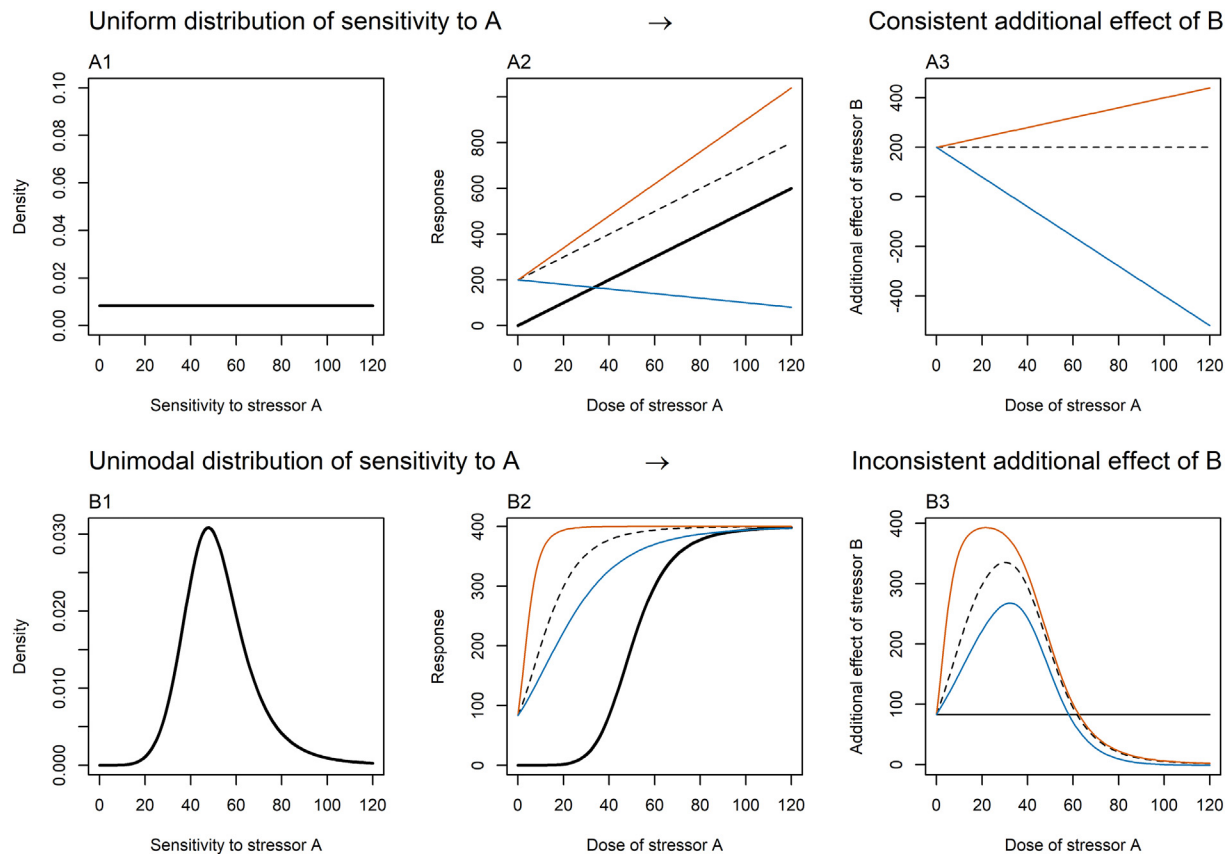 Uniform distribution of sensitivity to A → Consistent additional effect of B
A1
0.00 0.02 0.04 0.06 0.08 0.10
Density
0 20 40 60 80 100 120
Sensitivity to stressor A
A2
0 200 400 600 800
Response
0 20 40 60 80 100 120
Dose of stressor A
A3
-400 -200 0 200 400
Additional effect of stressor B
0 20 40 60 80 100 120
Dose of stressor A
Unimodal distribution of sensitivity to A → Inconsistent additional effect of B
B1
0.000 0.010 0.020 0.030
Density
0 20 40 60 80 100 120
Sensitivity to stressor A
B2
0 100 200 300 400
Response
0 20 40 60 80 100 120
Dose of stressor A
B3
0 100 200 300 400
Additional effect of stressor B
0 20 40 60 80 100 120
Dose of stressor A